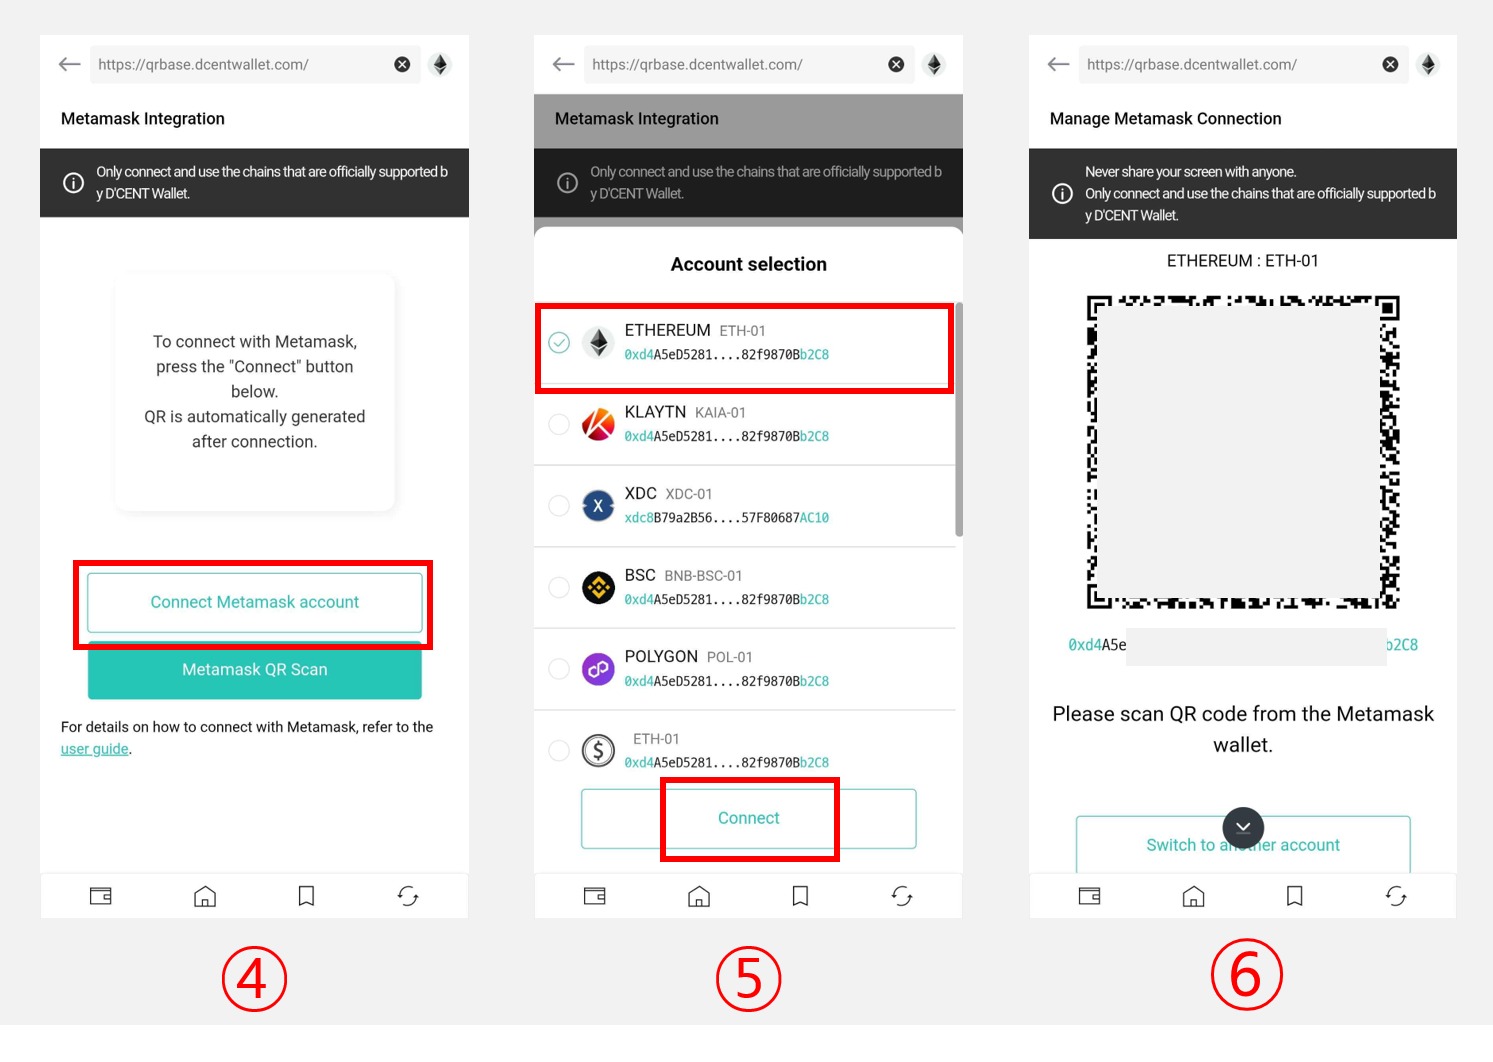 https://qrbase.dcentwallet.com/
Metamask Integration
Only connect and use the chains that are officially supported b
y D'CENT Wallet.
To connect with Metamask,
press the "Connect" button
below.
QR is automatically generated
after connection.
Connect Metamask account
Metamask QR Scan
For details on how to connect with Metamask, refer to the
user guide.
④
https://qrbase.dcentwallet.com/
Metamask Integration
Only connect and use the chains that are officially supported b
y D'CENT Wallet.
Account selection
ETHEREUM ETH-01
0xd4A5eD5281....82f9870Bb2C8
KLAYTN KAIA-01
0xd4A5eD5281....82f9870Bb2C8
XDC XDC-01
xdc8B79a2B56....57F80687AC10
BSC BNB-BSC-01
0xd4A5eD5281....82f9870Bb2C8
POLYGON POL-01
0xd4A5eD5281....82f9870Bb2C8
ETH-01
0xd4A5eD5281....82f9870Bb2C8
Connect
⑤
https://qrbase.dcentwallet.com/
Manage Metamask Connection
Never share your screen with anyone.
Only connect and use the chains that are officially supported b
y D'CENT Wallet.
ETHEREUM : ETH-01
0xd4A5e b2C8
Please scan QR code from the Metamask
wallet.
Switch to another account
⑥